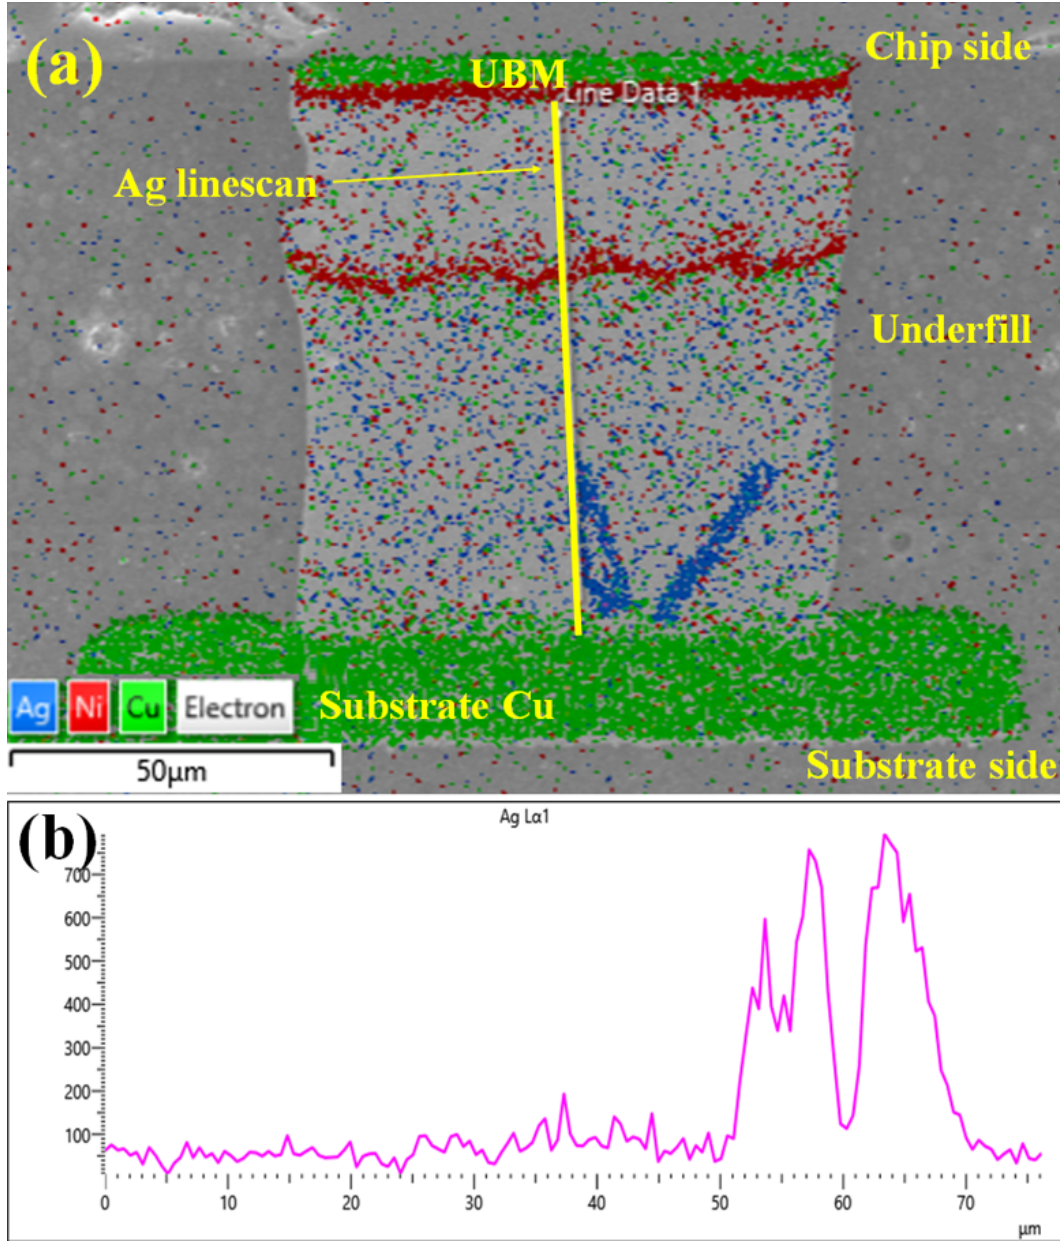 (a)
Chip side
UBM
Line Data 1
Ag linescan
Underfill
Ag Ni Cu Electron
Substrate Cu
50μm
Substrate side
(b)
Ag Lα1
700
600
500
400
300
200
100
0 10 20 30 40 50 60 70
μm